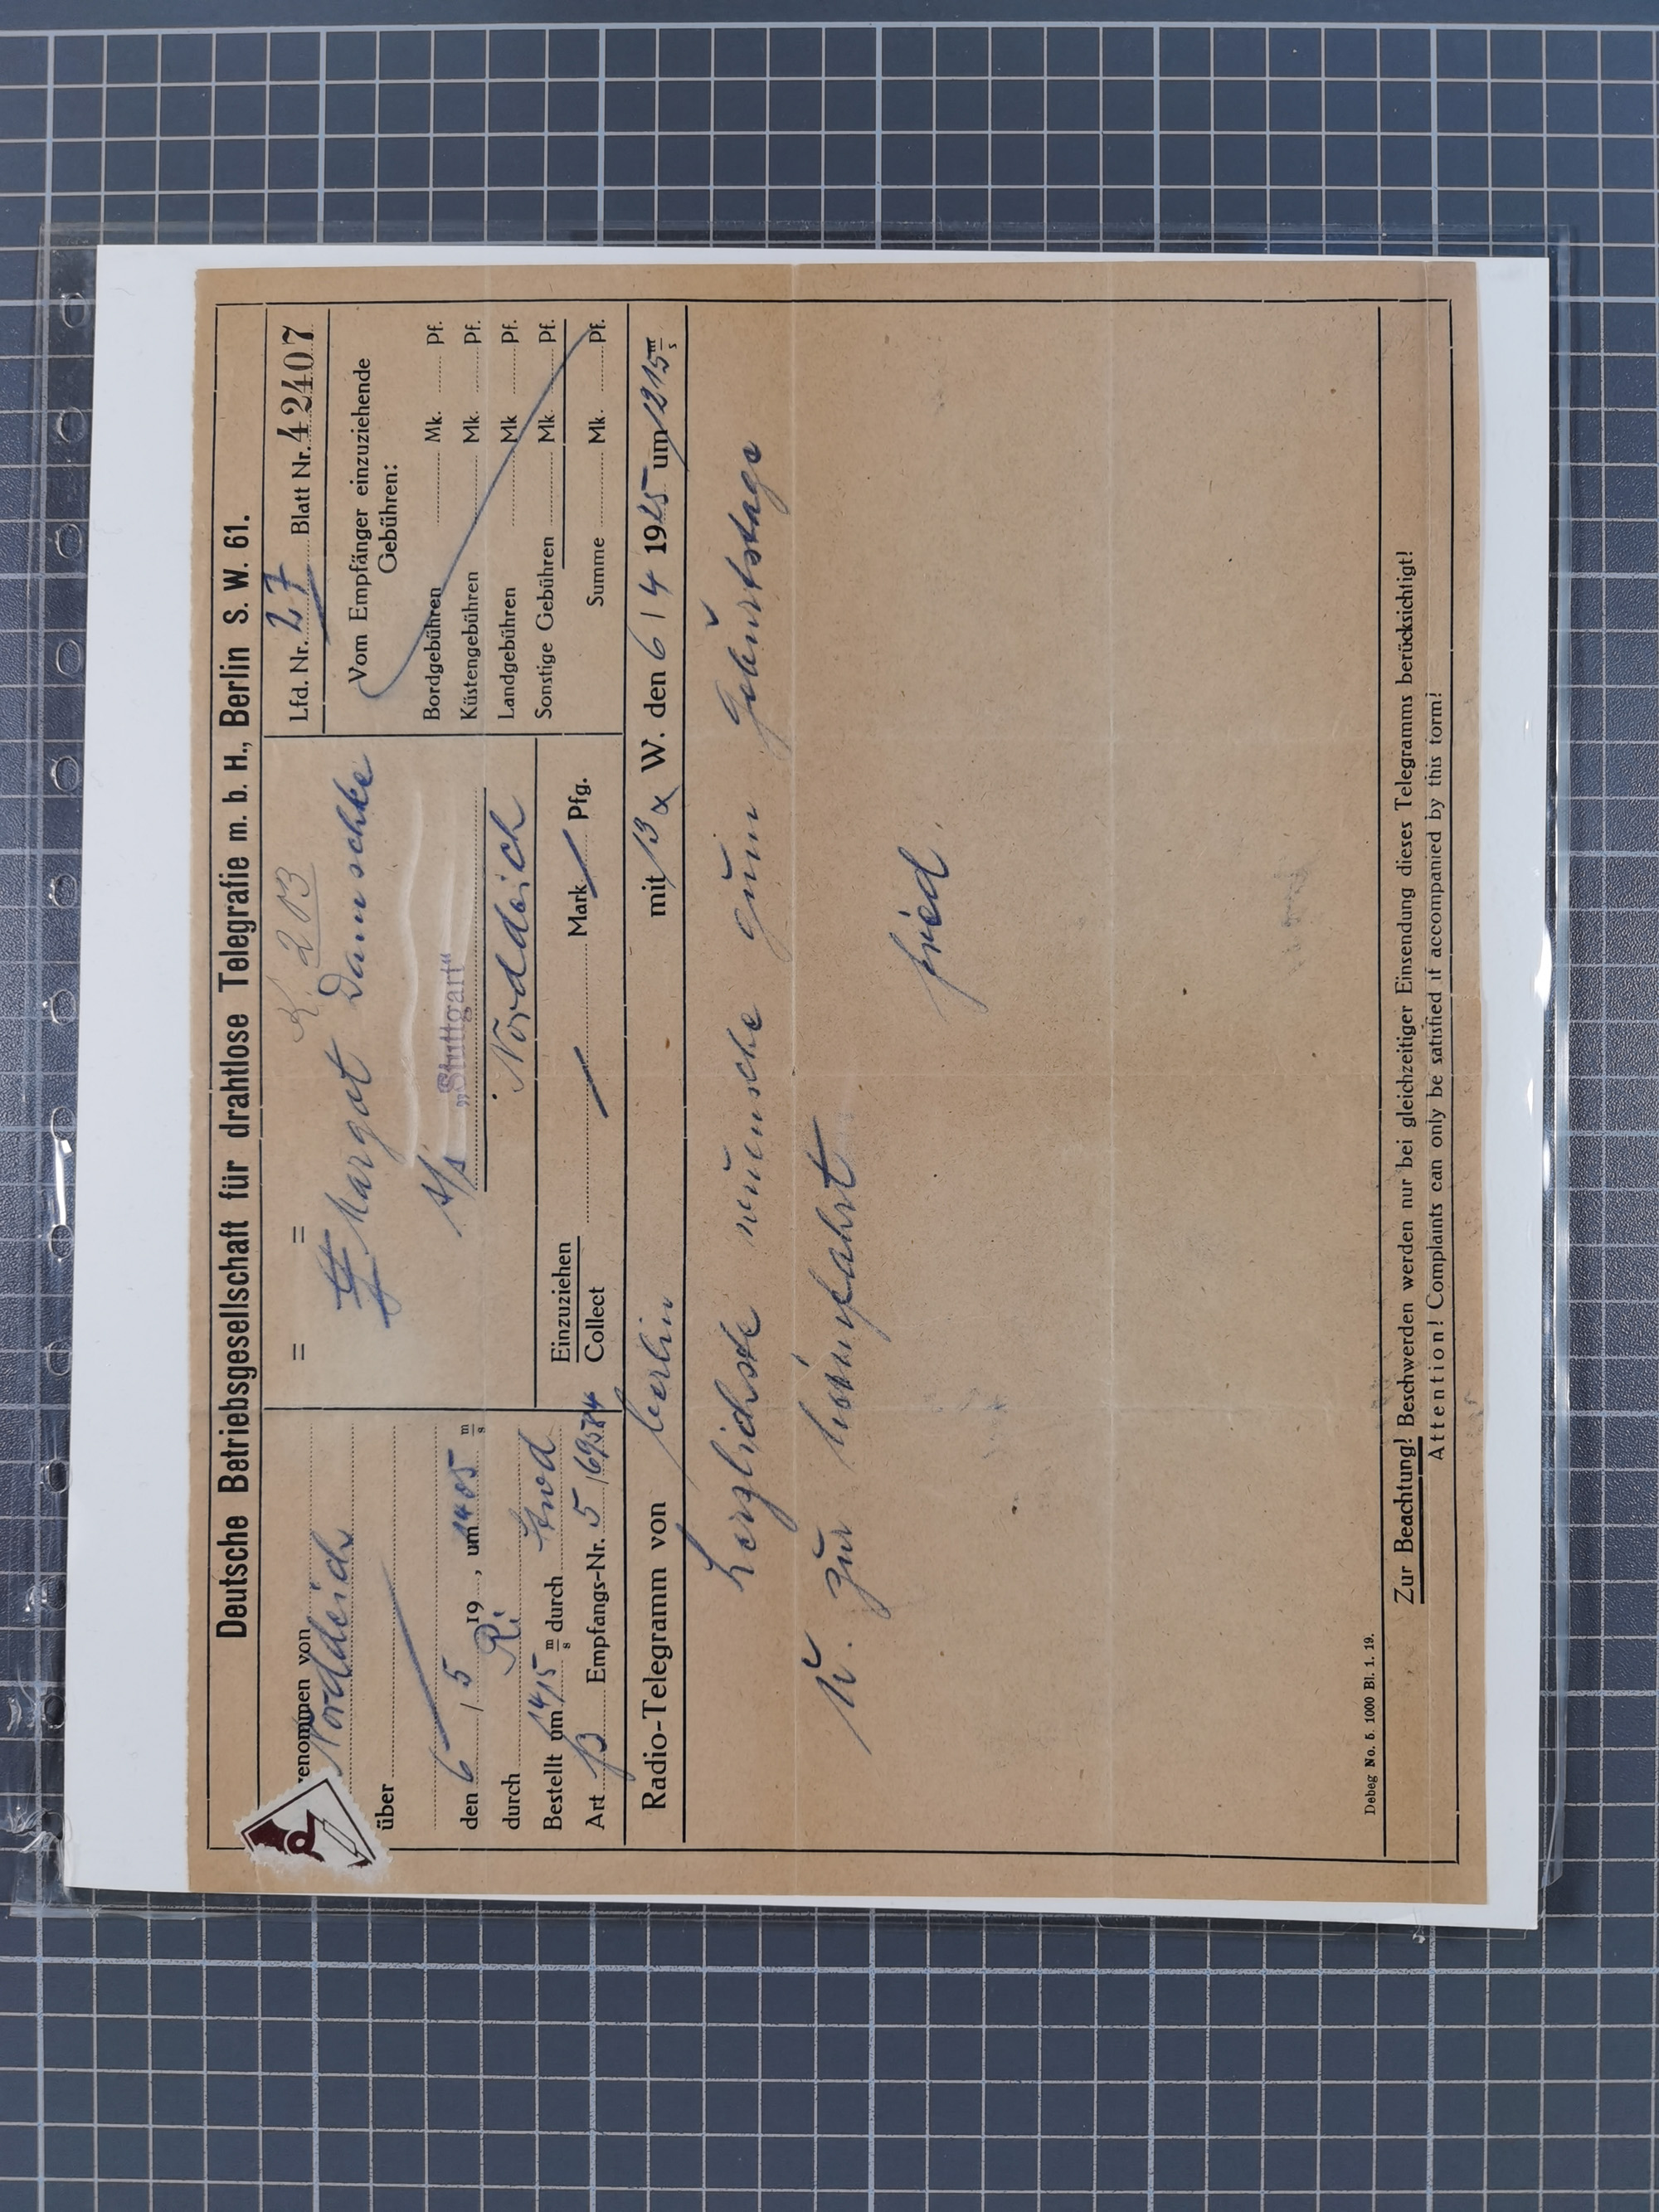 Deutsche Betriebsgesellschaft für drahtlose Telegrafie m. b. H., Berlin S. W. 61.
enommen von
Norddeich
über
den 6 / 5 19 , um 1405 m/s
durch Ri
Bestellt um 1415 m/s durch
Art B Empfangs-Nr. 5
= =
K. 203
Margot Damschke
s/s „Stuttgart“
Norddeich
Einzuziehen
Collect
Mark Pfg.
Lfd. Nr. 27 Blatt Nr. 42407
Vom Empfänger einzuziehende
Gebühren:
Bordgebühren Mk. Pf.
Küstengebühren Mk. Pf.
Landgebühren Mk Pf.
Sonstige Gebühren Mk. Pf.
Summe Mk. Pf.
Radio-Telegramm von berlin mit 13 W. den 6 / 4 1925 um 1215 m/s
herzlichste wuensche zum geburtstage
u. zur heimfahrt
fried
Debeg No. 5. 1000 Bl. 1. 19.
Zur Beachtung! Beschwerden werden nur bei gleichzeitiger Einsendung dieses Telegramms berücksichtigt!
Attention! Complaints can only be satisfied if accompanied by this form!